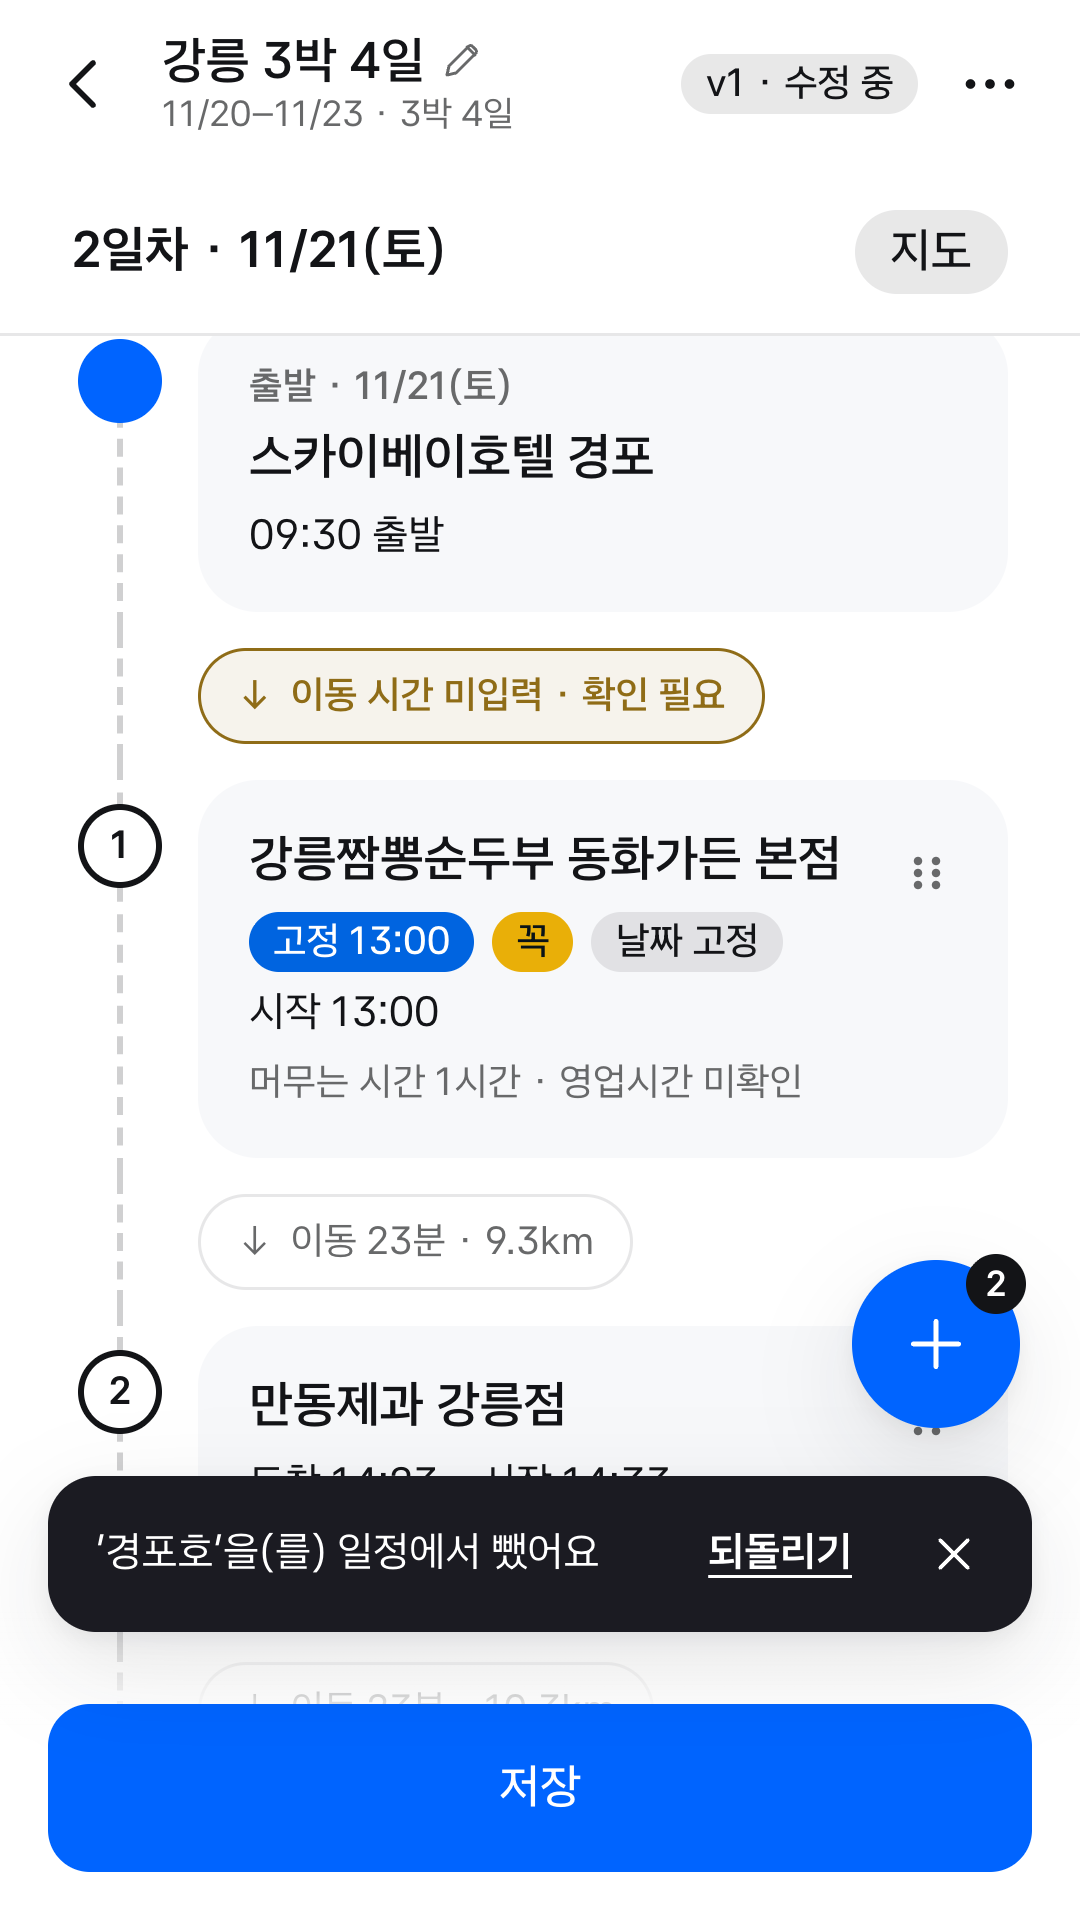 강릉 3박 4일
11/20–11/23 · 3박 4일
v1 · 수정 중
2일차 · 11/21(토)
지도
출발 · 11/21(토)
스카이베이호텔 경포
09:30 출발
↓ 이동 시간 미입력 · 확인 필요
1
강릉짬뽕순두부 동화가든 본점
고정 13:00 꼭 날짜 고정
시작 13:00
머무는 시간 1시간 · 영업시간 미확인
↓ 이동 23분 · 9.3km
2
2
만동제과 강릉점
'경포호'을(를) 일정에서 뺐어요
되돌리기
저장